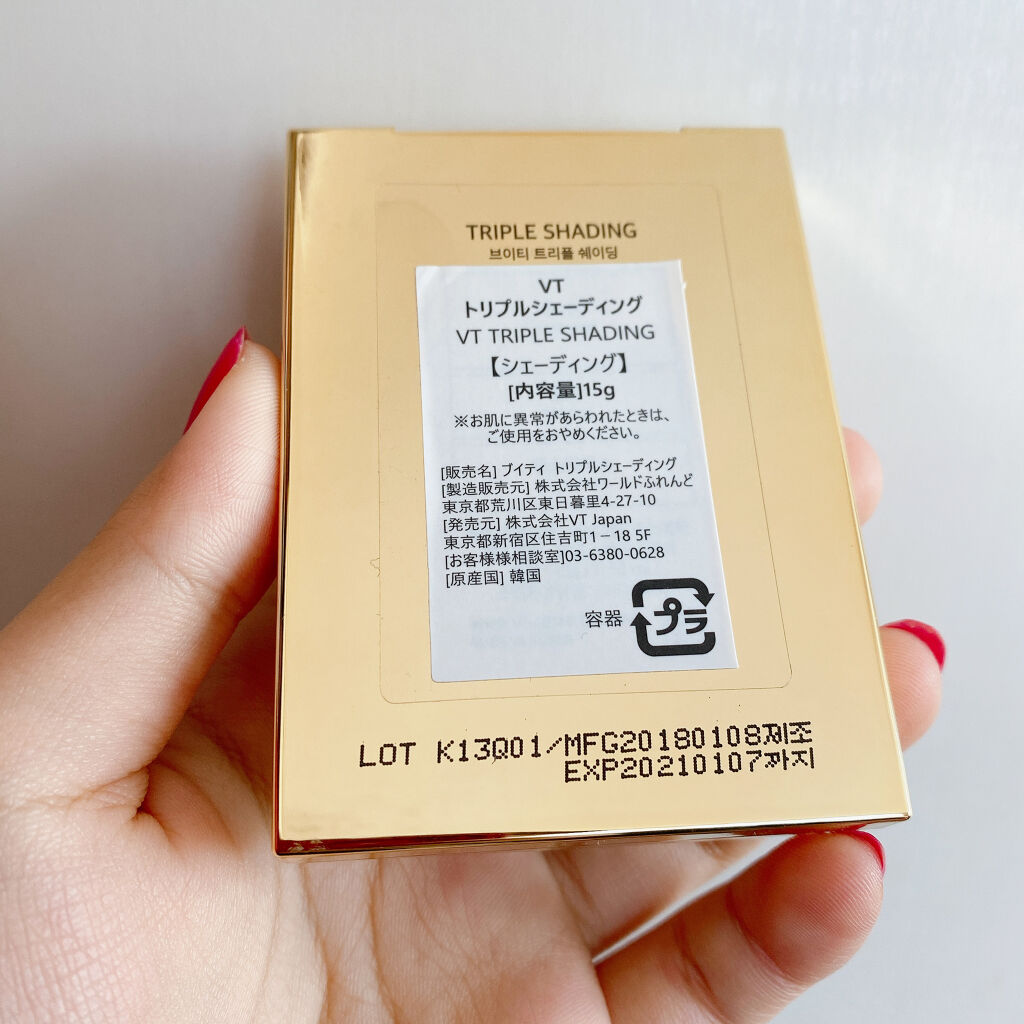 TRIPLE SHADING
브이티 트리플 쉐이딩
VT
トリプルシェーディング
VT TRIPLE SHADING
【シェーディング】
[内容量]15g
※お肌に異常があらわれたときは、
ご使用をおやめください。
[販売名] ブイティ トリプルシェーディング
[製造販売元] 株式会社ワールドふれんど
東京都荒川区東日暮里4-27-10
[発売元] 株式会社VT Japan
東京都新宿区住吉町1－18 5F
[お客様様相談室]03-6380-0628
[原産国] 韓国
容器 プラ
LOT K13Q01/MFG20180108제조
EXP20210107까지